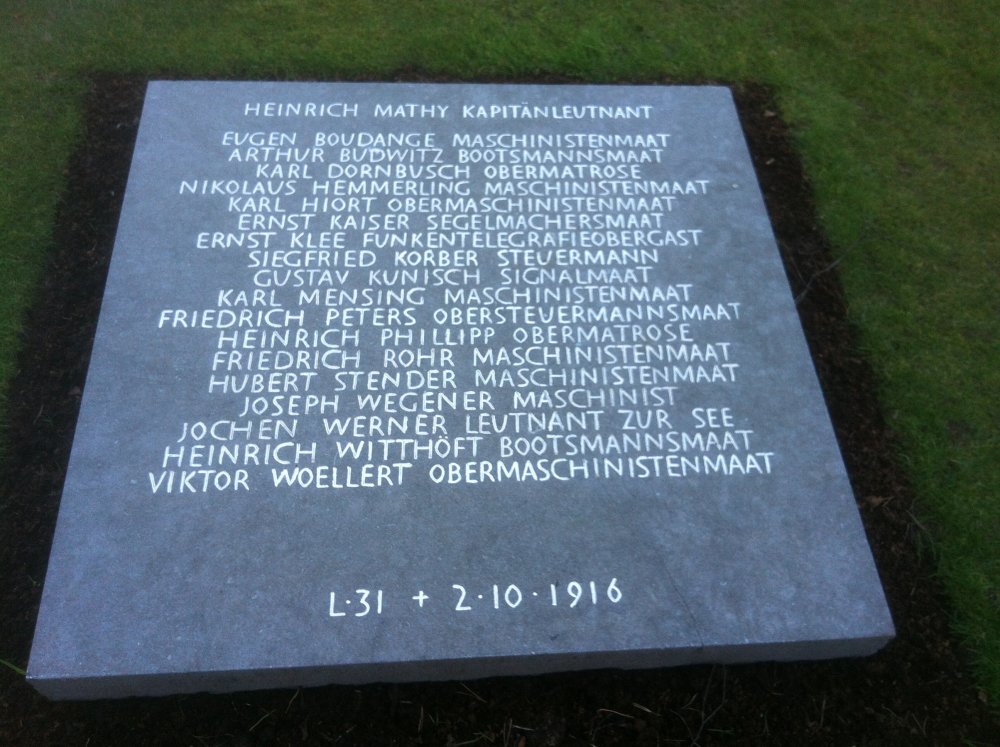 HEINRICH MATHY KAPITÄNLEUTNANT
EUGEN BOUDANGE MASCHINISTENMAAT
ARTHUR BUDWITZ BOOTSMANNSMAAT
KARL DORNBUSCH OBERMATROSE
NIKOLAUS HEMMERLING MASCHINISTENMAAT
KARL HIORT OBERMASCHINISTENMAAT
ERNST KAISER SEGELMACHERSMAAT
ERNST KLEE FUNKENTELEGRAFIEOBERGAST
SIEGFRIED KORBER STEUERMANN
GUSTAV KUNISCH SIGNALMAAT
KARL MENSING MASCHINISTENMAAT
FRIEDRICH PETERS OBERSTEUERMANNSMAAT
HEINRICH PHILLIPP OBERMATROSE
FRIEDRICH ROHR MASCHINISTENMAAT
HUBERT STENDER MASCHINISTENMAAT
JOSEPH WEGENER MASCHINIST
JOCHEN WERNER LEUTNANT ZUR SEE
HEINRICH WITTHÖFT BOOTSMANNSMAAT
VIKTOR WOELLERT OBERMASCHINISTENMAAT
L·31 + 2·10·1916